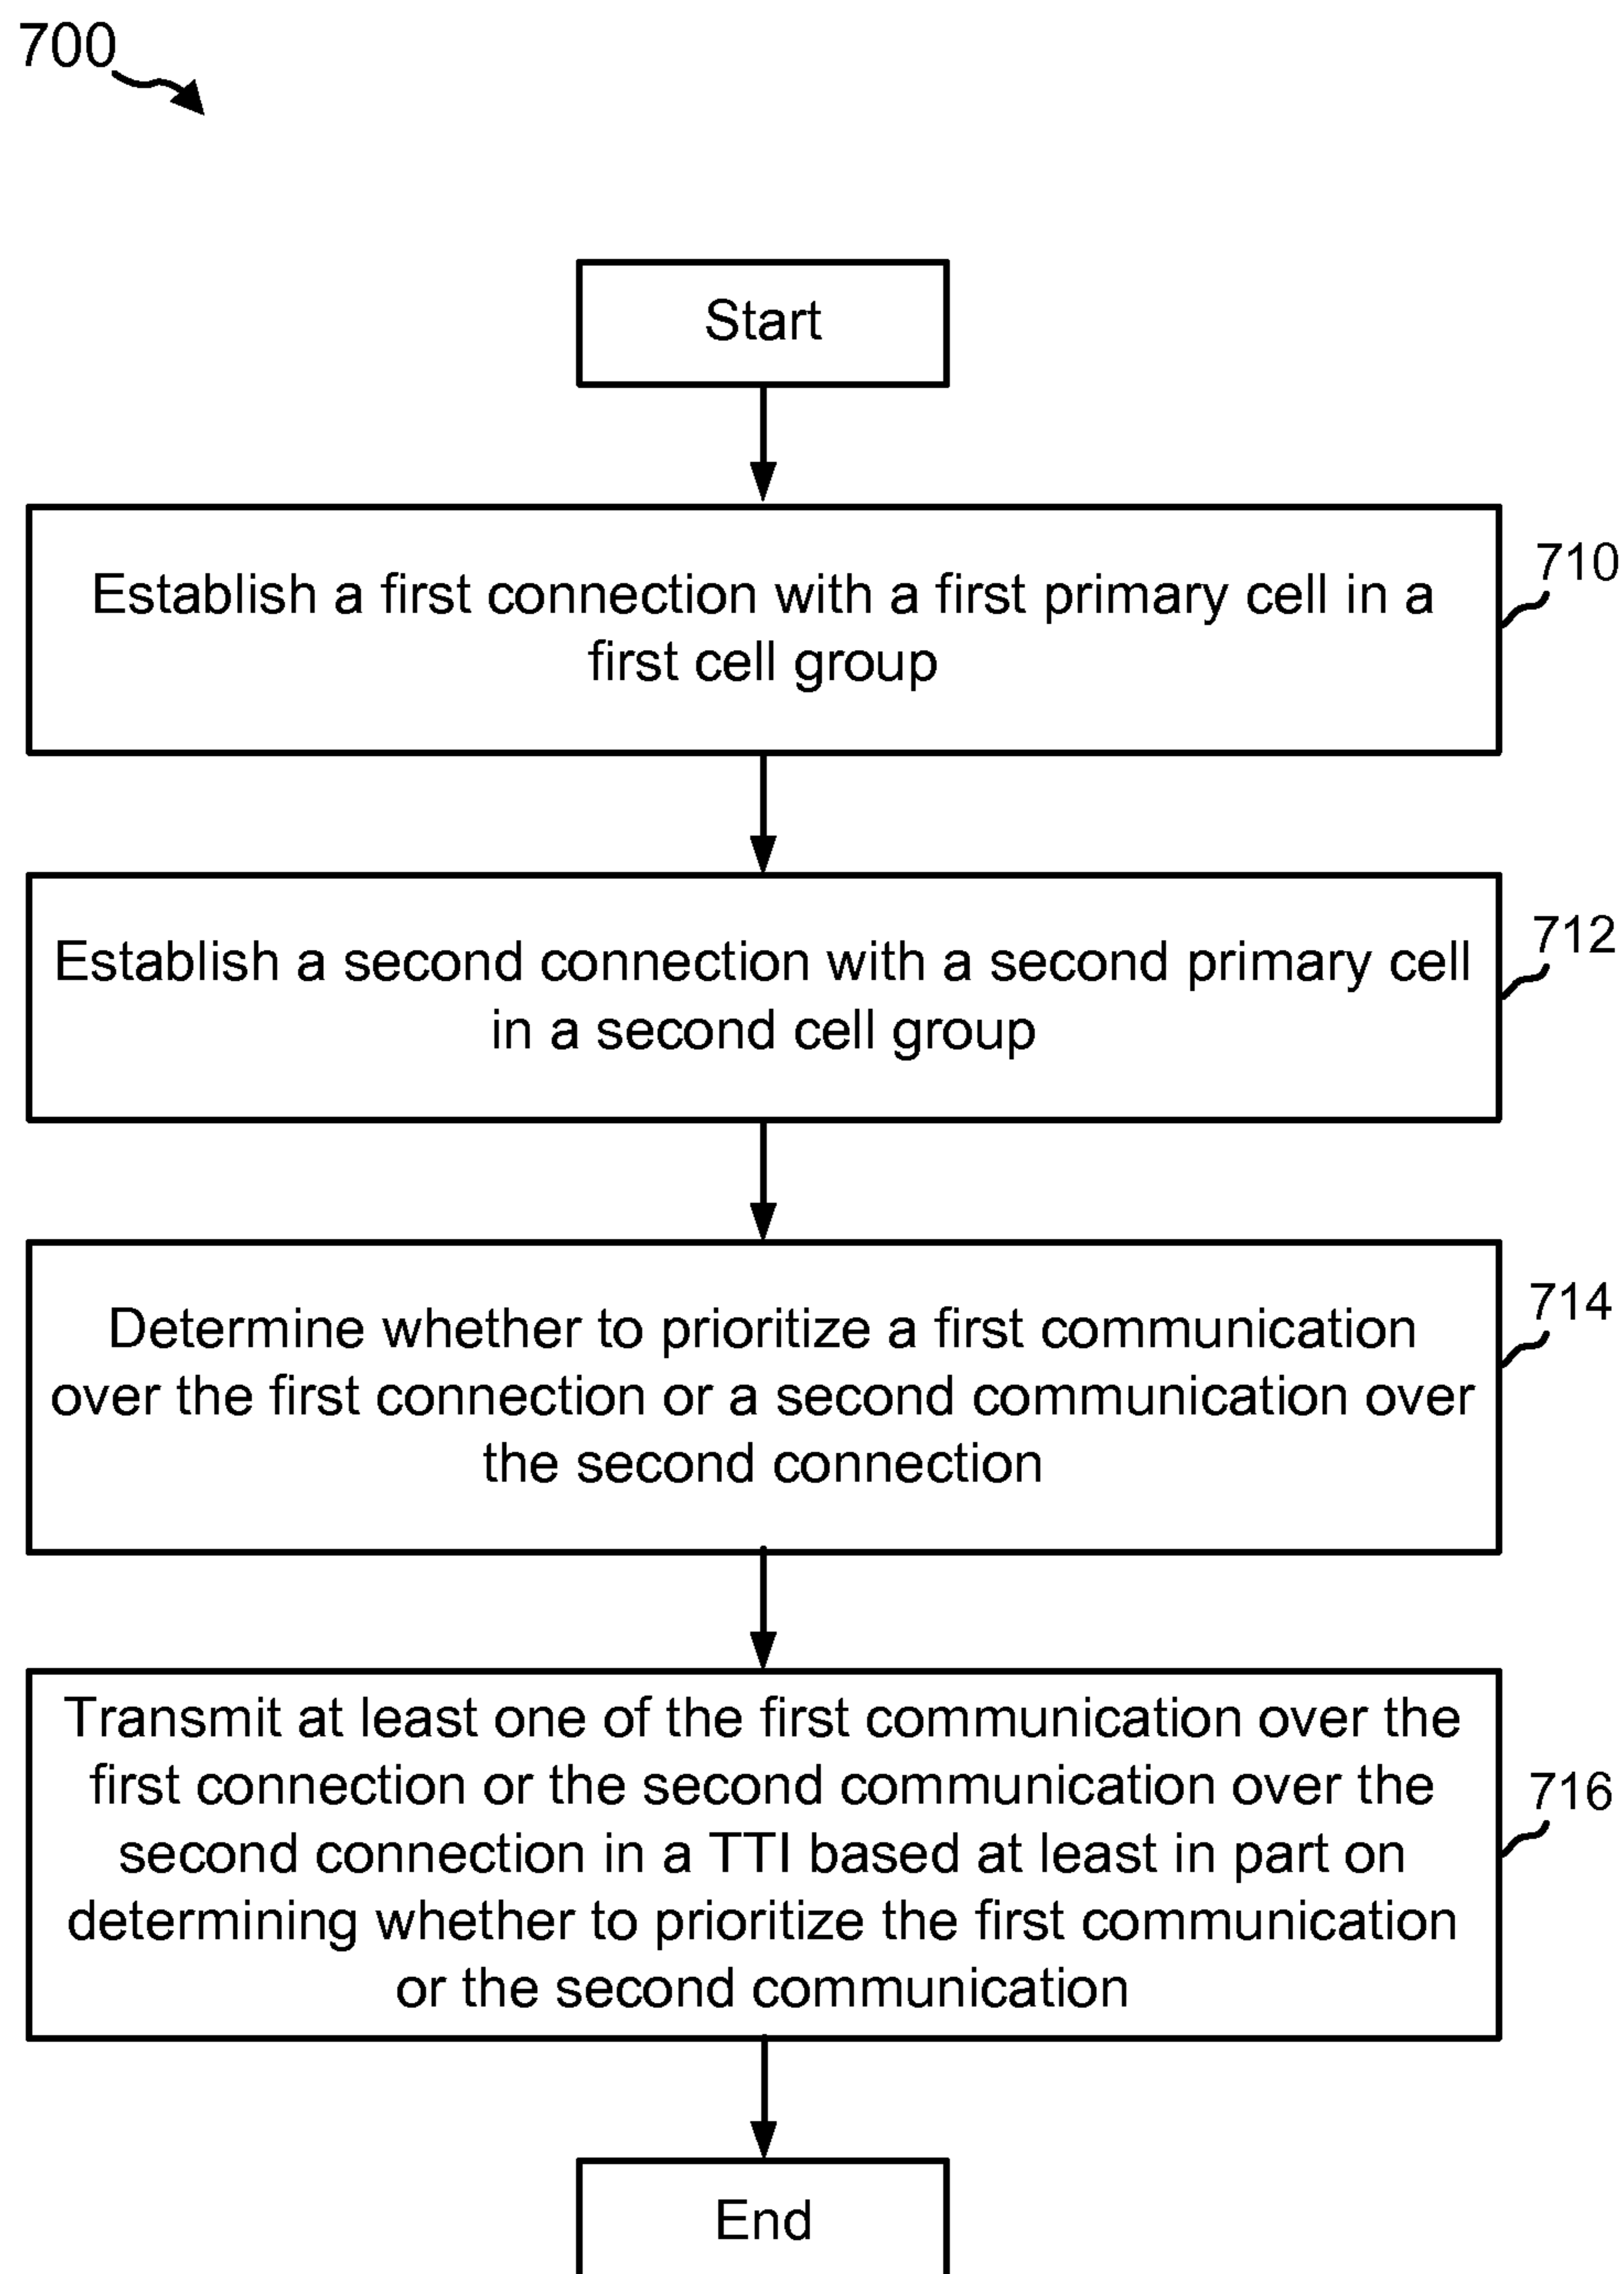 700
Start
Establish a first connection with a first primary cell in a
first cell group
710
Establish a second connection with a second primary cell
in a second cell group
712
Determine whether to prioritize a first communication
over the first connection or a second communication over
the second connection
714
Transmit at least one of the first communication over the
first connection or the second communication over the
second connection in a TTI based at least in part on
determining whether to prioritize the first communication
or the second communication
716
End